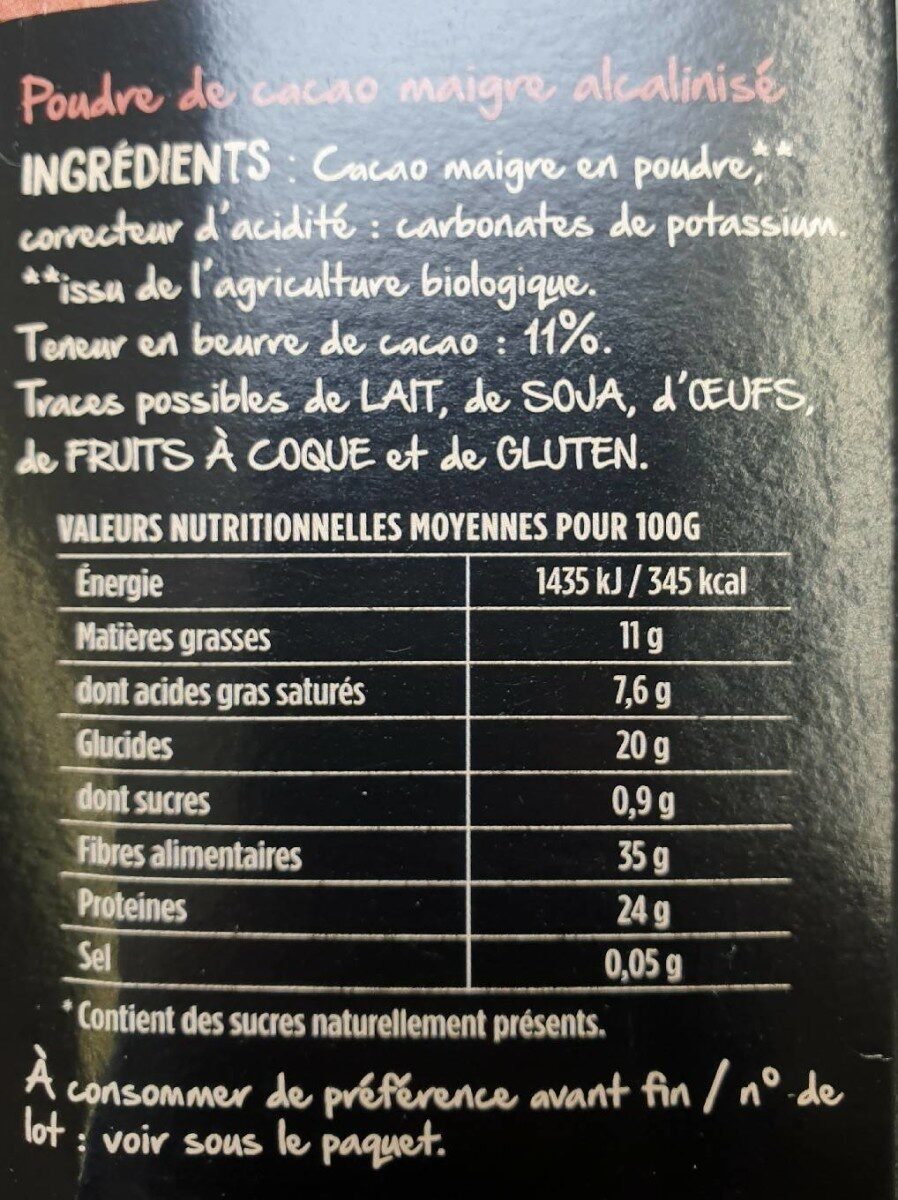 Poudre de cacao maigre alcalinisé
INGRÉDIENTS : Cacao maigre en poudre,**
correcteur d'acidité : carbonates de potassium.
**issu de l'agriculture biologique.
Teneur en beurre de cacao : 11%.
Traces possibles de LAIT, de SOJA, d'ŒUFS,
de FRUITS À COQUE et de GLUTEN.
VALEURS NUTRITIONNELLES MOYENNES POUR 100G
Énergie 1435 kJ / 345 kcal
Matières grasses 11 g
dont acides gras saturés 7,6 g
Glucides 20 g
dont sucres 0,9 g
Fibres alimentaires 35 g
Proteines 24 g
Sel 0,05 g
* Contient des sucres naturellement présents.
À consommer de préférence avant fin / n° de
lot : voir sous le paquet.